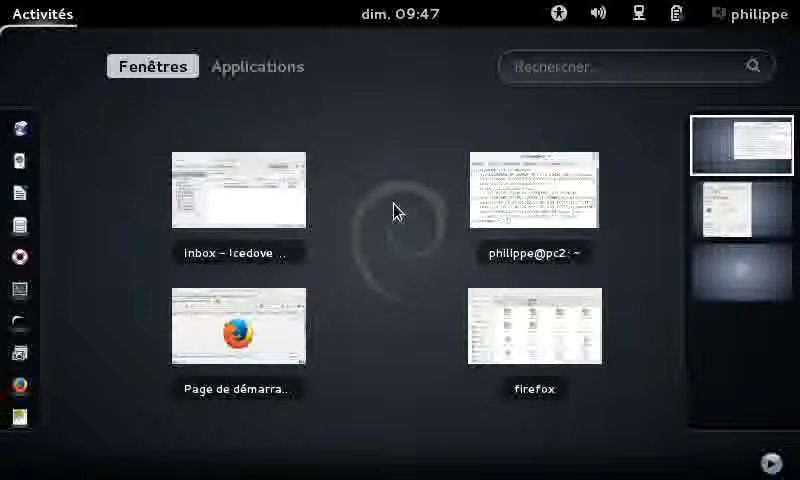 Activités dim. 09:47 philippe
Fenêtres Applications Rechercher...
Inbox - Icedove ... philippe@pc2: ~
Page de démarra... firefox